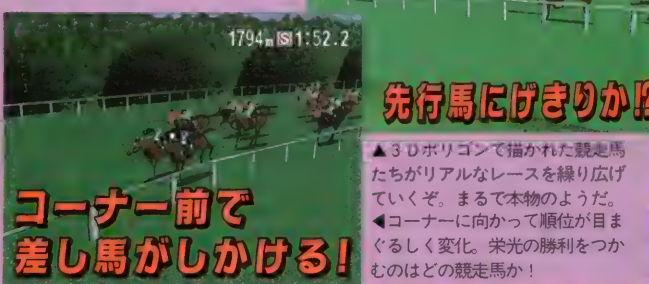 1794m S 1:52.2
コーナー前で
差し馬がしかける!
先行馬にげきりか!?
▲3Dポリゴンで描かれた競走馬
たちがリアルなレースを繰り広げ
ていくぞ。まるで本物のようだ。
◀コーナーに向かって順位が目ま
ぐるしく変化。栄光の勝利をつか
むのはどの競走馬か!